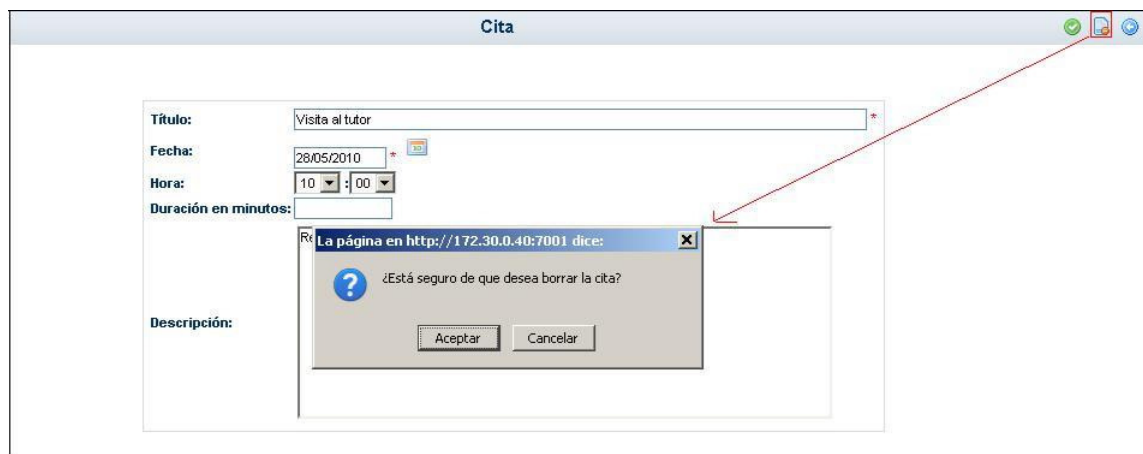 Cita
Título: Visita al tutor *
Fecha: 28/05/2010 *
Hora: 10 : 00
Duración en minutos:
La página en http://172.30.0.40:7001 dice:
¿Está seguro de que desea borrar la cita?
Descripción:
Aceptar Cancelar